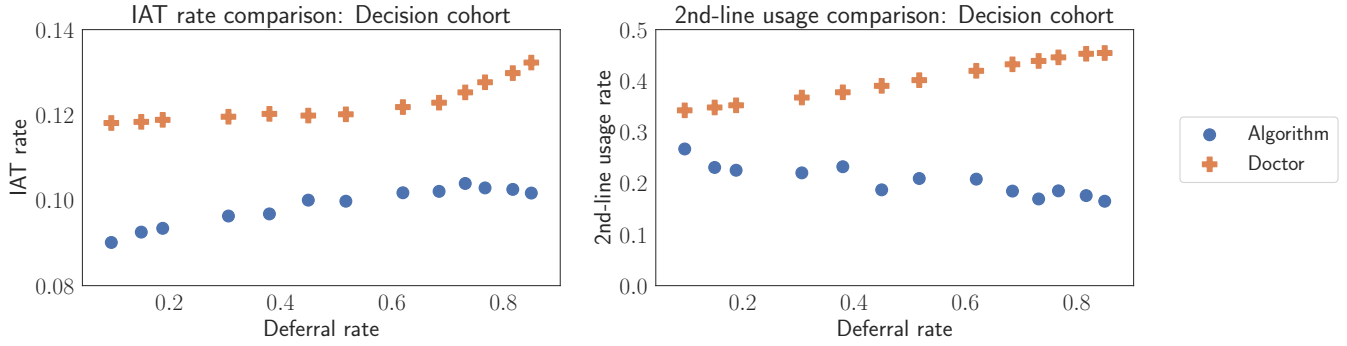 IAT rate comparison: Decision cohort
0.14
0.12
0.10
0.08
IAT rate
0.2
0.4
0.6
0.8
Deferral rate
2nd-line usage comparison: Decision cohort
0.5
0.4
0.3
0.2
0.1
0.0
2nd-line usage rate
0.2
0.4
0.6
0.8
Deferral rate
Algorithm
Doctor